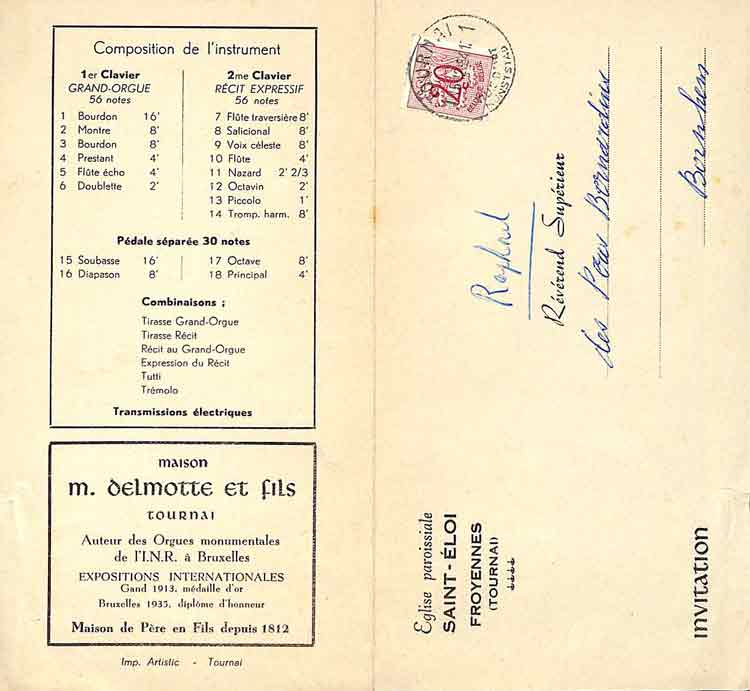 Composition de l'instrument
1er Clavier
GRAND-ORGUE
56 notes
1 Bourdon 16'
2 Montre 8'
3 Bourdon 8'
4 Prestant 4'
5 Flûte écho 4'
6 Doublette 2'
2me Clavier
RÉCIT EXPRESSIF
56 notes
7 Flûte traversière 8'
8 Salicional 8'
9 Voix céleste 8'
10 Flûte 4'
11 Nazard 2' 2/3
12 Octavin 2'
13 Piccolo 1'
14 Tromp. harm. 8'
Pédale séparée 30 notes
15 Soubasse 16'
16 Diapason 8'
17 Octave 8'
18 Principal 4'
Combinaisons ;
Tirasse Grand-Orgue
Tirasse Récit
Récit au Grand-Orgue
Expression du Récit
Tutti
Trémolo
Transmissions électriques
maison
m. delmotte et fils
tournai
Auteur des Orgues monumentales
de l'I.N.R. à Bruxelles
EXPOSITIONS INTERNATIONALES
Gand 1913, médaille d'or
Bruxelles 1935, diplôme d'honneur
Maison de Père en Fils depuis 1812
Imp. Artistic - Tournai
TOURNAI
20
BELGIQUE BELGIE
Raphael
Révérend Supérieur
des Pères Bernardins
Bornhem
Eglise paroissiale
SAINT-ÉLOI
FROYENNES
(TOURNAI)
invitation